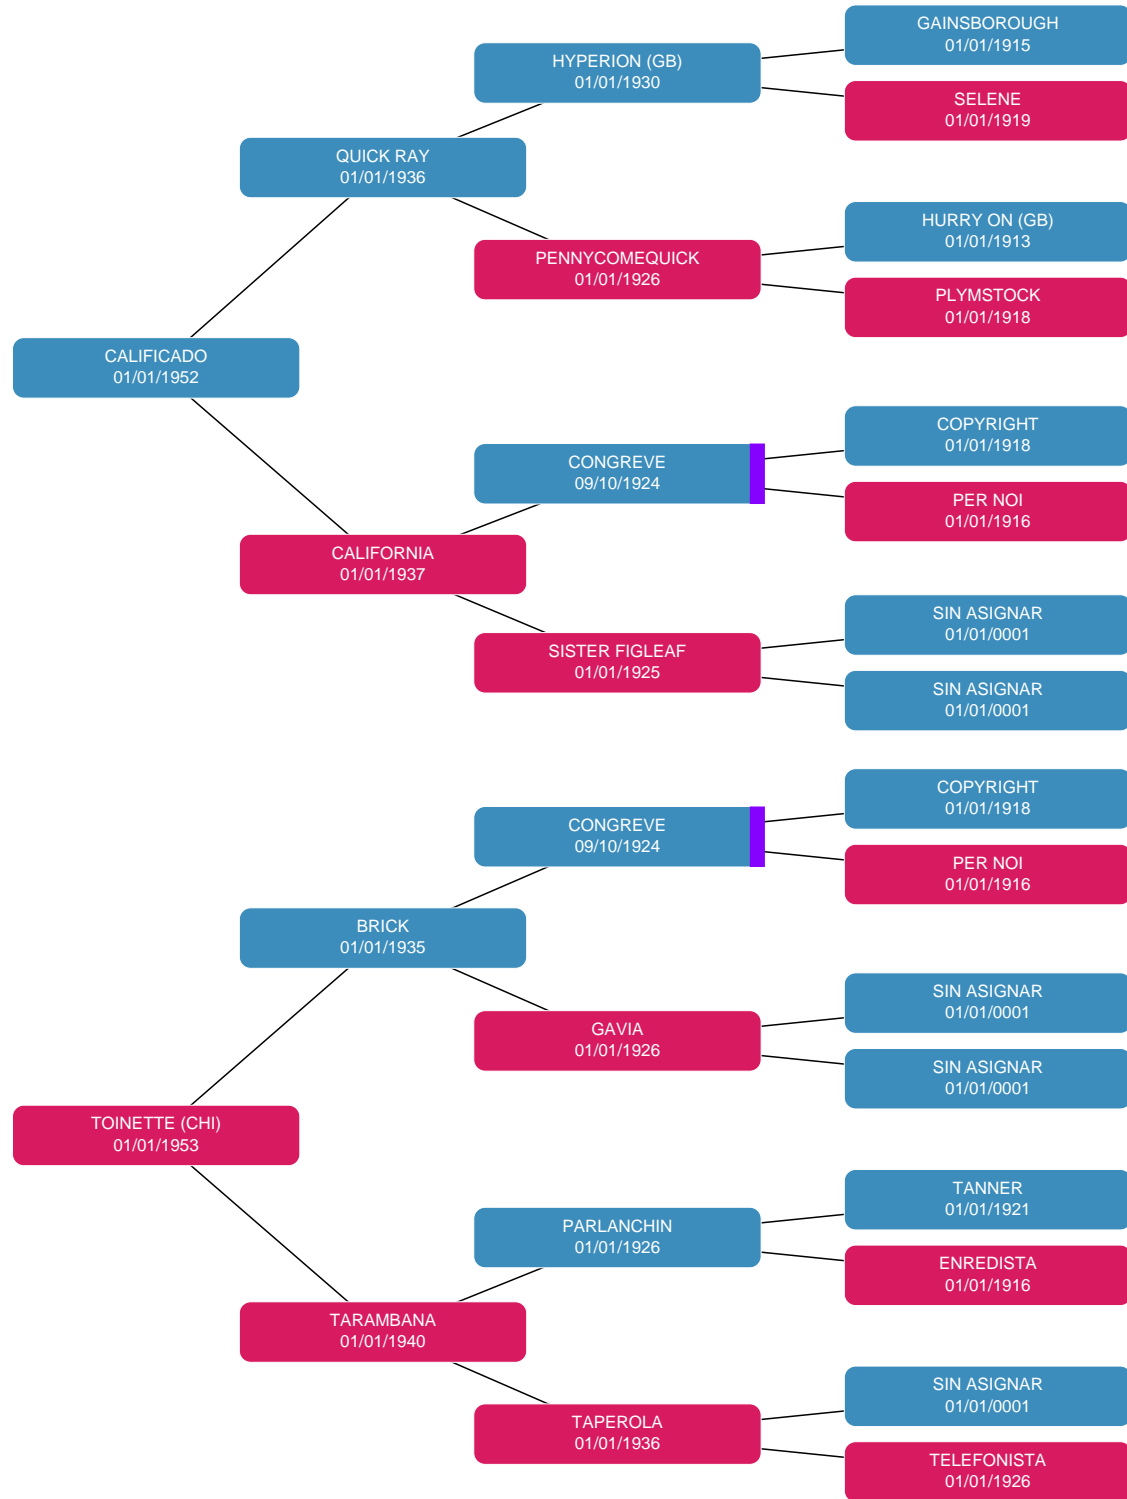 GAINSBOROUGH
01/01/1915
HYPERION (GB)
01/01/1930
SELENE
01/01/1919
QUICK RAY
01/01/1936
HURRY ON (GB)
01/01/1913
PENNYCOMEQUICK
01/01/1926
PLYMSTOCK
01/01/1918
CALIFICADO
01/01/1952
COPYRIGHT
01/01/1918
CONGREVE
09/10/1924
PER NOI
01/01/1916
CALIFORNIA
01/01/1937
SIN ASIGNAR
01/01/0001
SISTER FIGLEAF
01/01/1925
SIN ASIGNAR
01/01/0001
COPYRIGHT
01/01/1918
CONGREVE
09/10/1924
PER NOI
01/01/1916
BRICK
01/01/1935
SIN ASIGNAR
01/01/0001
GAVIA
01/01/1926
SIN ASIGNAR
01/01/0001
TOINETTE (CHI)
01/01/1953
TANNER
01/01/1921
PARLANCHIN
01/01/1926
ENREDISTA
01/01/1916
TARAMBANA
01/01/1940
SIN ASIGNAR
01/01/0001
TAPEROLA
01/01/1936
TELEFONISTA
01/01/1926